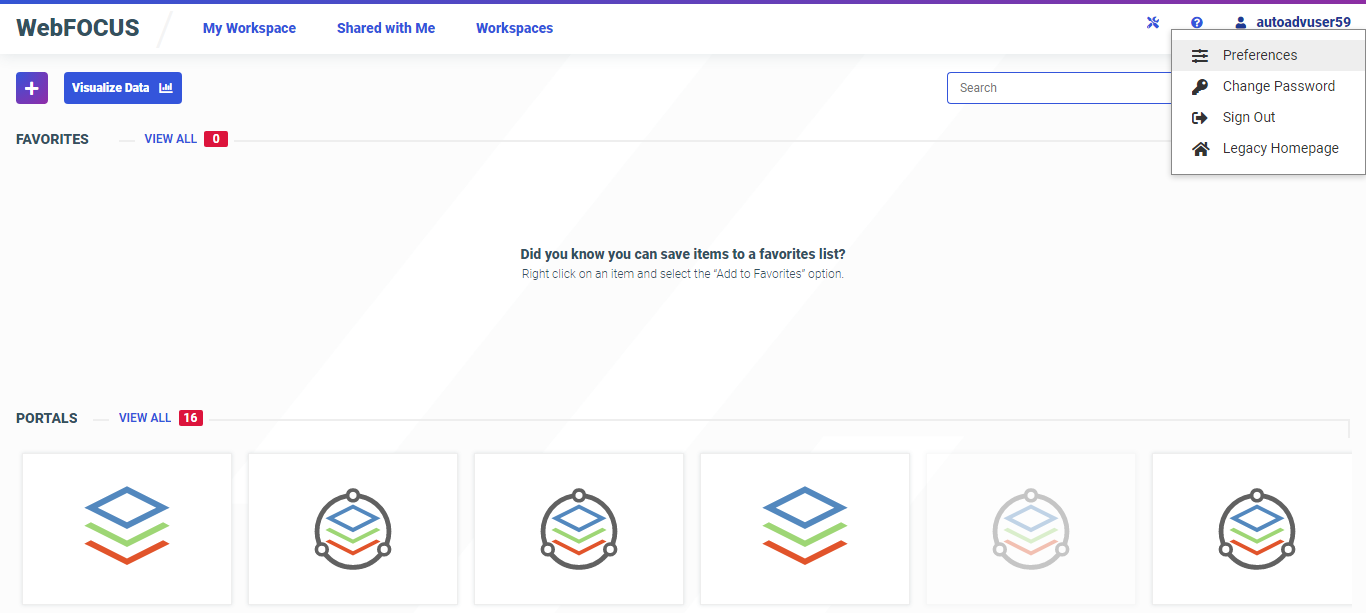 WebFOCUS
My Workspace
Shared with Me
Workspaces
autoadvuser59
Preferences
Change Password
Sign Out
Legacy Homepage
Visualize Data
Search
FAVORITES
VIEW ALL 0
Did you know you can save items to a favorites list?
Right click on an item and select the “Add to Favorites” option.
PORTALS
VIEW ALL 16